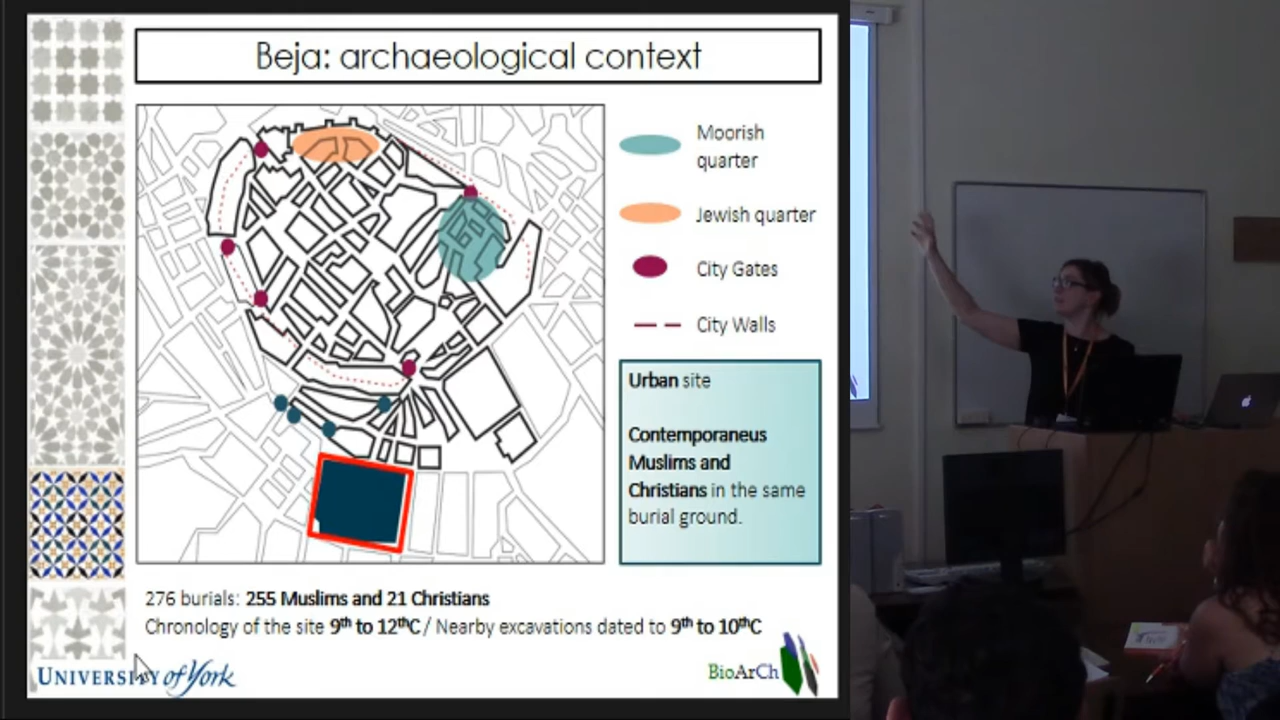 Beja: archaeological context
Moorish
quarter
Jewish quarter
City Gates
City Walls
Urban site
Contemporaneus
Muslims and
Christians in the same
burial ground.
276 burials: 255 Muslims and 21 Christians
Chronology of the site 9th to 12thC / Nearby excavations dated to 9th to 10thC
UNIVERSITY of York
BioArCh